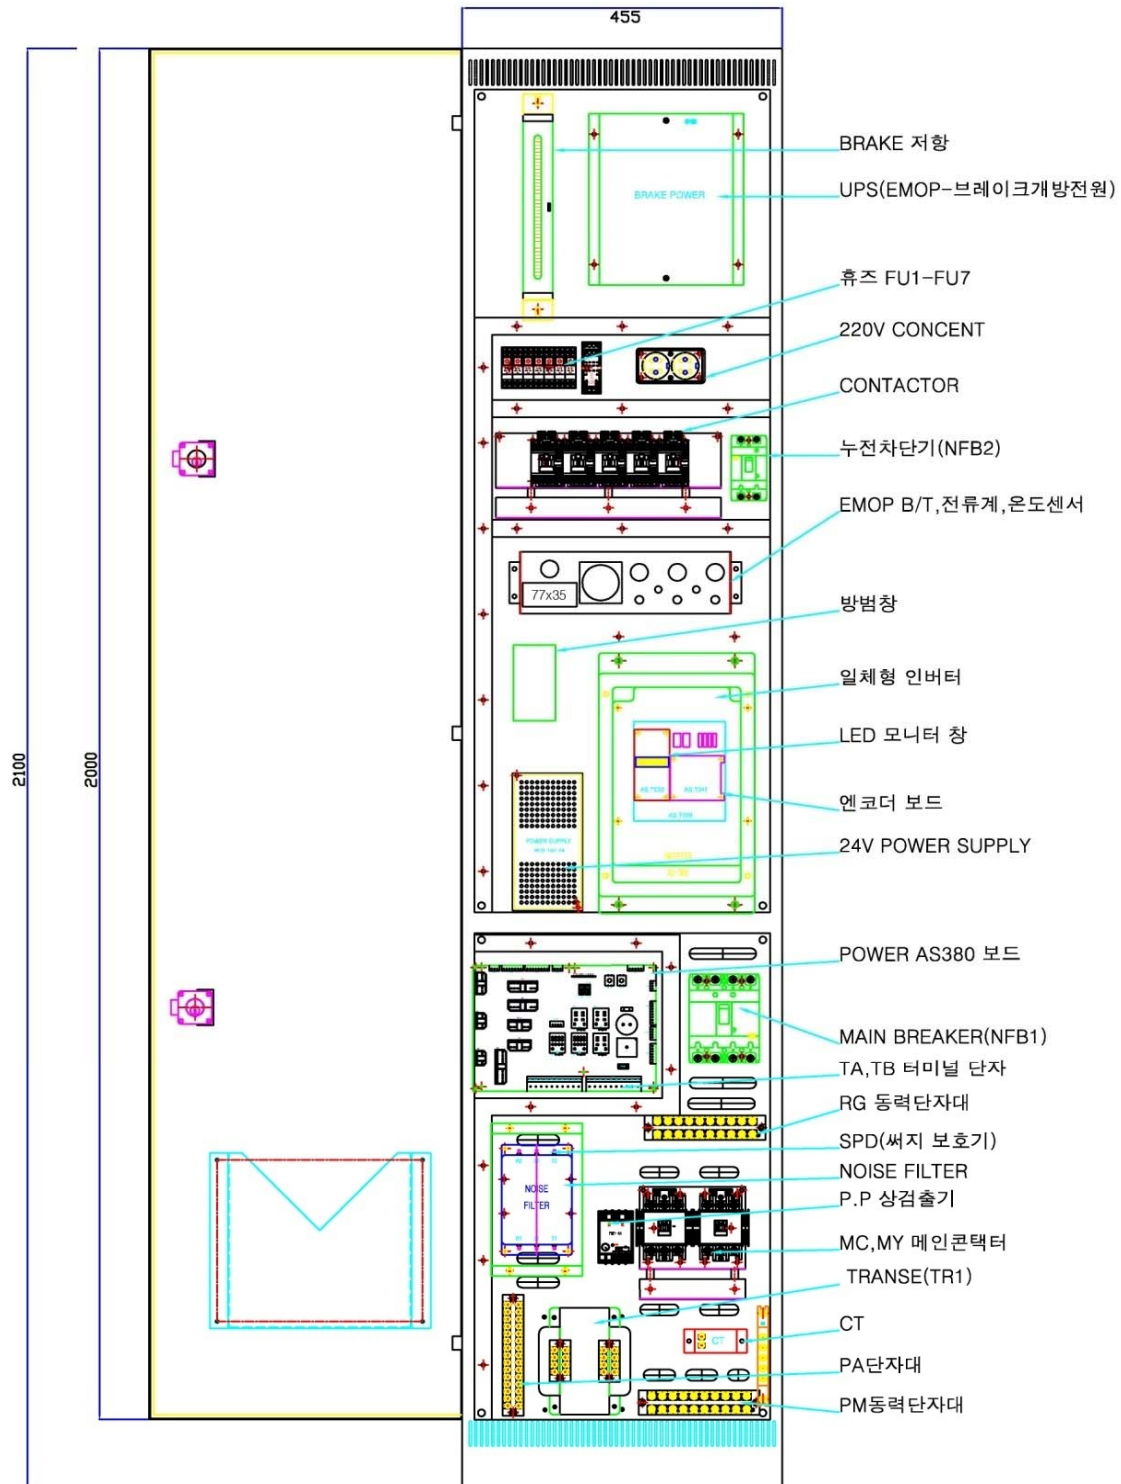 455
BRAKE 저항
UPS(EMOP-브레이크개방전원)
BRAKE POWER
휴즈 FU1-FU7
220V CONCENT
CONTACTOR
누전차단기(NFB2)
EMOP B/T,전류계,온도센서
77x35
방범창
일체형 인버터
LED 모니터 창
2100
2000
엔코더 보드
24V POWER SUPPLY
POWER SUPPLY
POWER AS380 보드
MAIN BREAKER(NFB1)
TA,TB 터미널 단자
RG 동력단자대
SPD(써지 보호기)
NOISE FILTER
NOISE
FILTER
P.P 상검출기
MC,MY 메인콘택터
TRANSE(TR1)
CT
CT
PA단자대
PM동력단자대